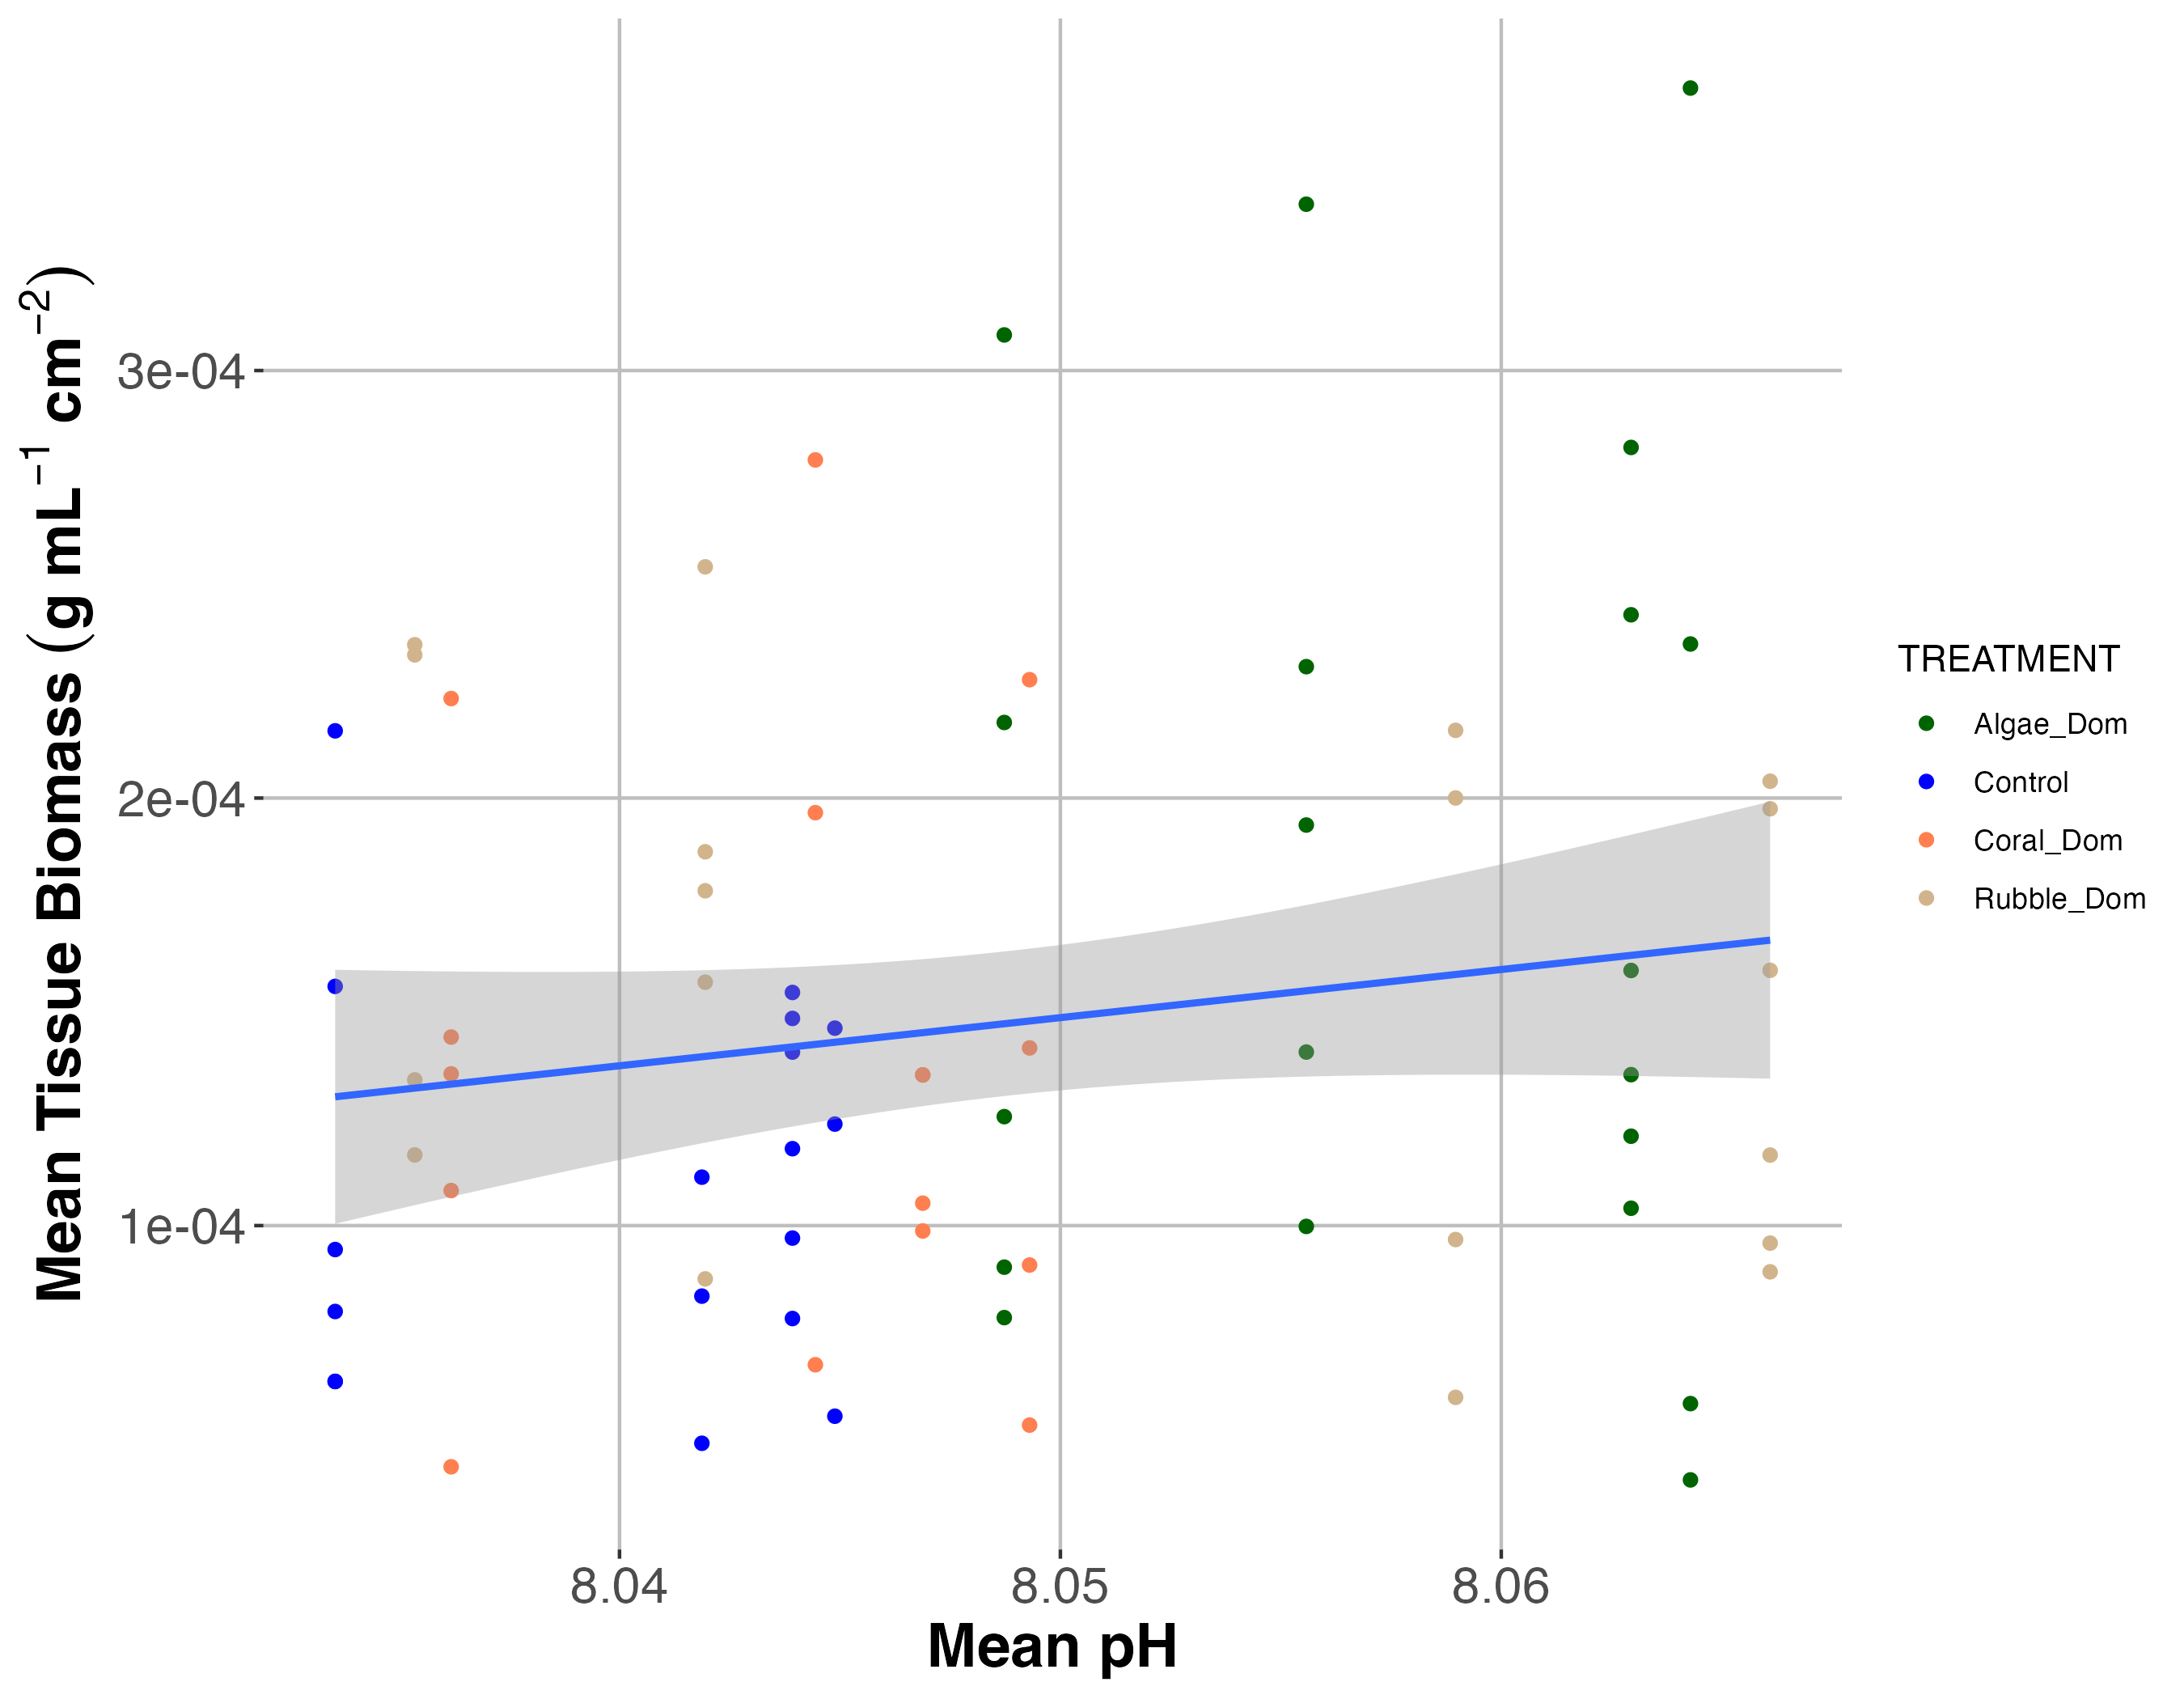 Mean Tissue Biomass (g mL⁻¹ cm⁻²)
3e-04
2e-04
1e-04
8.04 8.05 8.06
Mean pH
TREATMENT
Algae_Dom
Control
Coral_Dom
Rubble_Dom